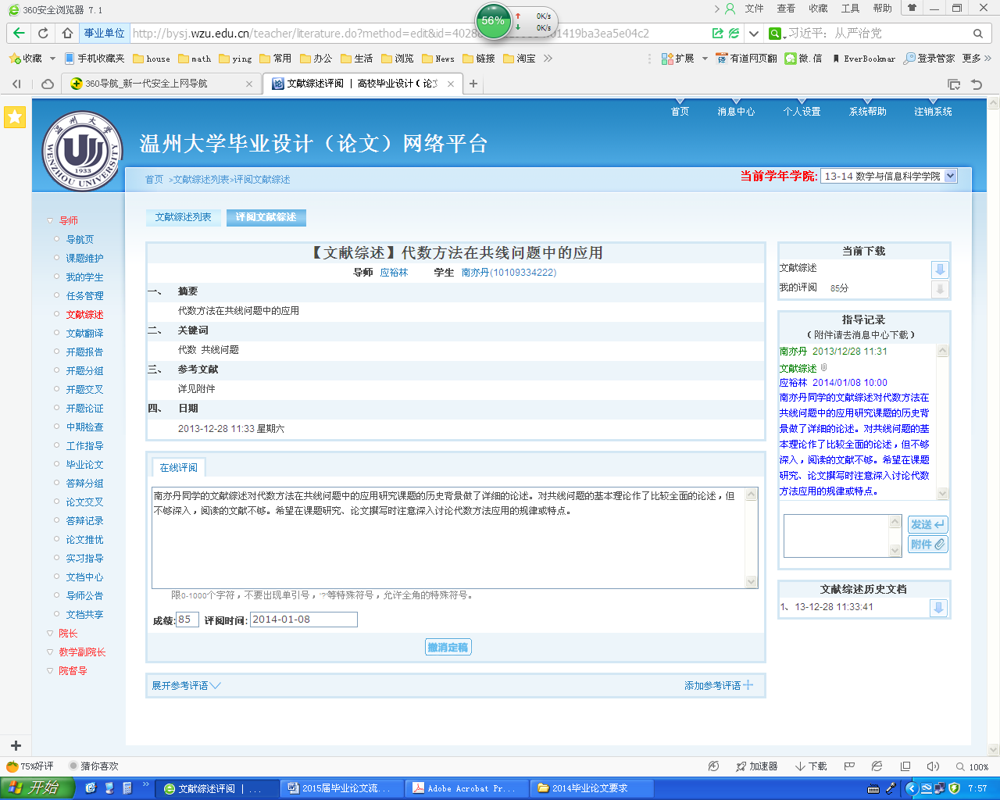 360安全浏览器 7.1
文件 查看 收藏 工具 帮助
56%
0K/s
0K/s
事业单位
http://bysj.wzu.edu.cn/teacher/literature.do?method=edit&id=4028
01419ba3ea5e04c2
习近平：从严治党
收藏 手机收藏夹 house math ying 常用 办公 生活 浏览 News 链接 淘宝
扩展 有道网页翻 微.信 EverBookmar 登录管家 更多
360导航_新一代安全上网导航
文献综述评阅 | 高校毕业设计(论文
首页 消息中心 个人设置 系统帮助 注销系统
温州大学
WENZHOU UNIVERSITY
1933
温州大学毕业设计（论文）网络平台
首页 >文献综述列表>评阅文献综述
当前学年学院: 13-14 数学与信息科学学院
导师
导航页
课题维护
我的学生
任务管理
文献综述
文献翻译
开题报告
开题分组
开题交叉
开题论证
中期检查
工作指导
毕业论文
答辩分组
论文交叉
答辩记录
论文推优
实习指导
文档中心
导师公告
文档共享
院长
教学副院长
院督导
文献综述列表 评阅文献综述
【文献综述】代数方法在共线问题中的应用
导师 应裕林 学生 南亦丹(10109334222)
一、 摘要
代数方法在共线问题中的应用
二、 关键词
代数 共线问题
三、 参考文献
详见附件
四、 日期
2013-12-28 11:33 星期六
在线评阅
南亦丹同学的文献综述对代数方法在共线问题中的应用研究课题的历史背景做了详细的论述。对共线问题的基本理论作了比较全面的论述，但
不够深入，阅读的文献不够。希望在课题研究、论文撰写时注意深入讨论代数方法应用的规律或特点。
限0-1000个字符，不要出现单引号，'?'等特殊符号，允许全角的特殊符号。
成绩:85 评阅时间: 2014-01-08
撤消定稿
展开参考评语
添加参考评语
当前下载
文献综述
我的评阅 85分
指导记录
( 附件请去消息中心下载 )
南亦丹 2013/12/28 11:31
文献综述
应裕林 2014/01/08 10:00
南亦丹同学的文献综述对代数方法在
共线问题中的应用研究课题的历史背
景做了详细的论述。对共线问题的基
本理论作了比较全面的论述，但不够
深入，阅读的文献不够。希望在课题
研究、论文撰写时注意深入讨论代数
方法应用的规律或特点。
发送
附件
文献综述历史文档
1、13-12-28 11:33:41
75%好评 猜你喜欢
加速器 下载 100%
开始
文献综述评阅 | ...
2015届毕业论文流...
Adobe Acrobat Pr...
2014毕业论文要求
7:57